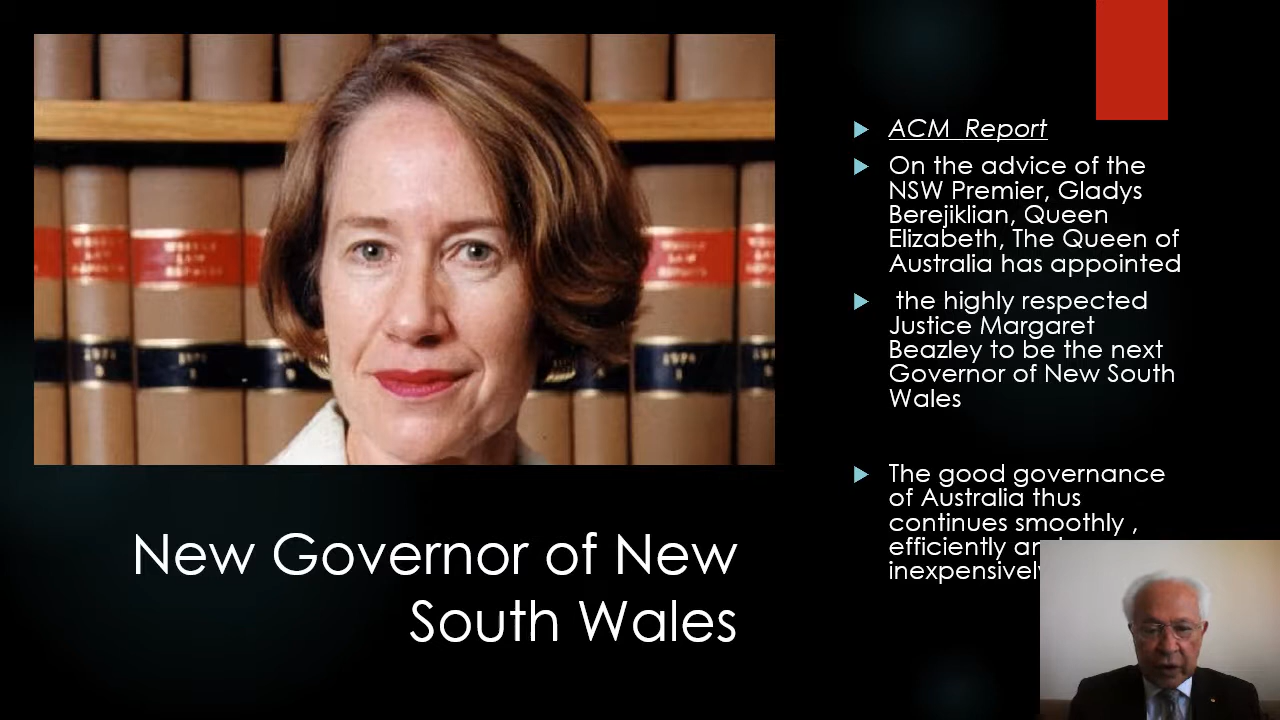 ACM Report
On the advice of the
NSW Premier, Gladys
Berejiklian, Queen
Elizabeth, The Queen of
Australia has appointed
the highly respected
Justice Margaret
Beazley to be the next
Governor of New South
Wales
The good governance
of Australia thus
continues smoothly ,
efficiently
New Governor of New
South Wales